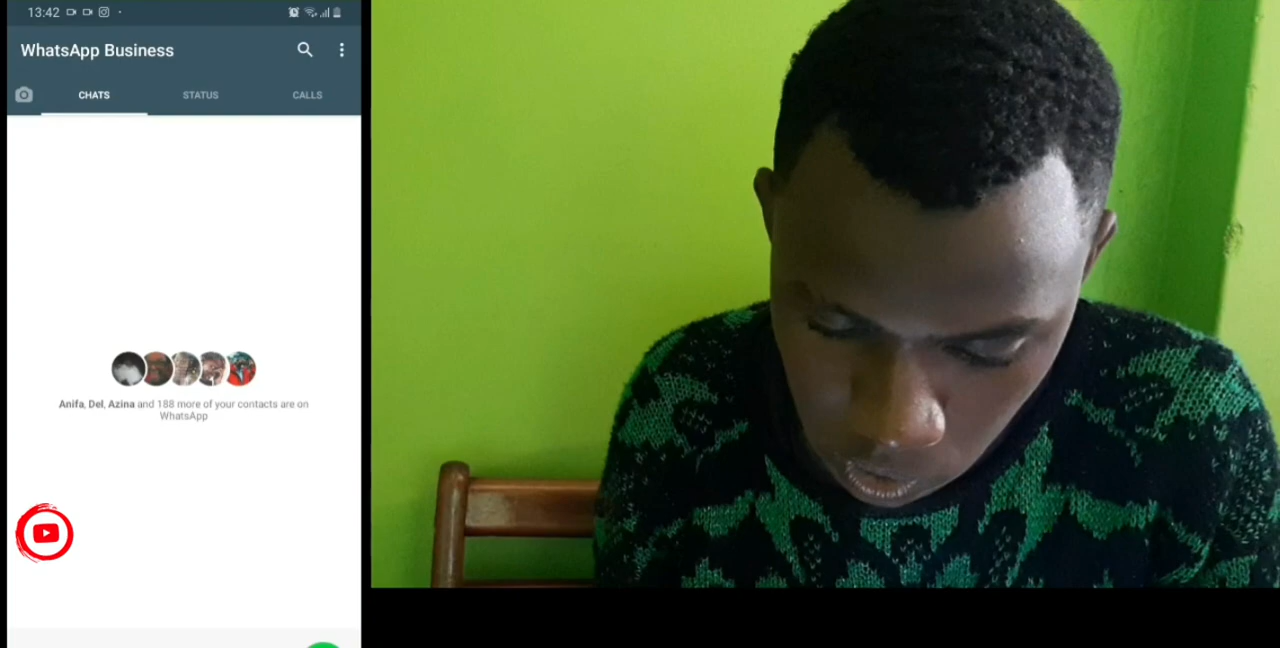 13:42
WhatsApp Business
CHATS STATUS CALLS
Anifa, Del, Azina and 188 more of your contacts are on
WhatsApp